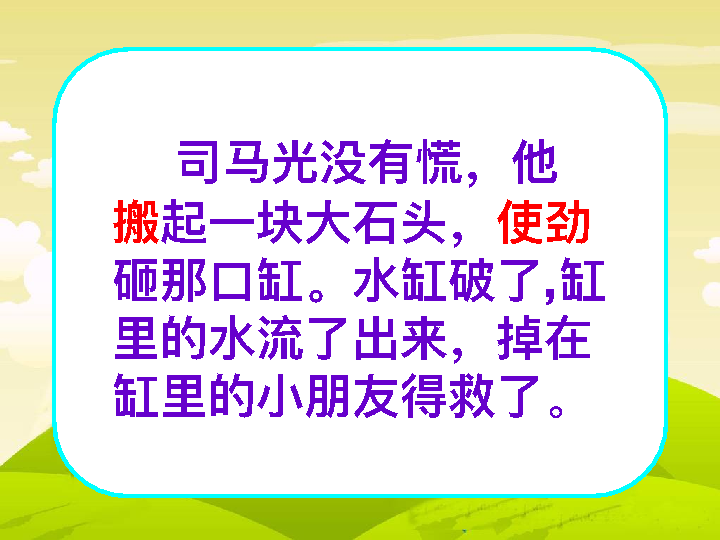 司马光没有慌，他
搬起一块大石头，使劲
砸那口缸。水缸破了,缸
里的水流了出来，掉在
缸里的小朋友得救了。